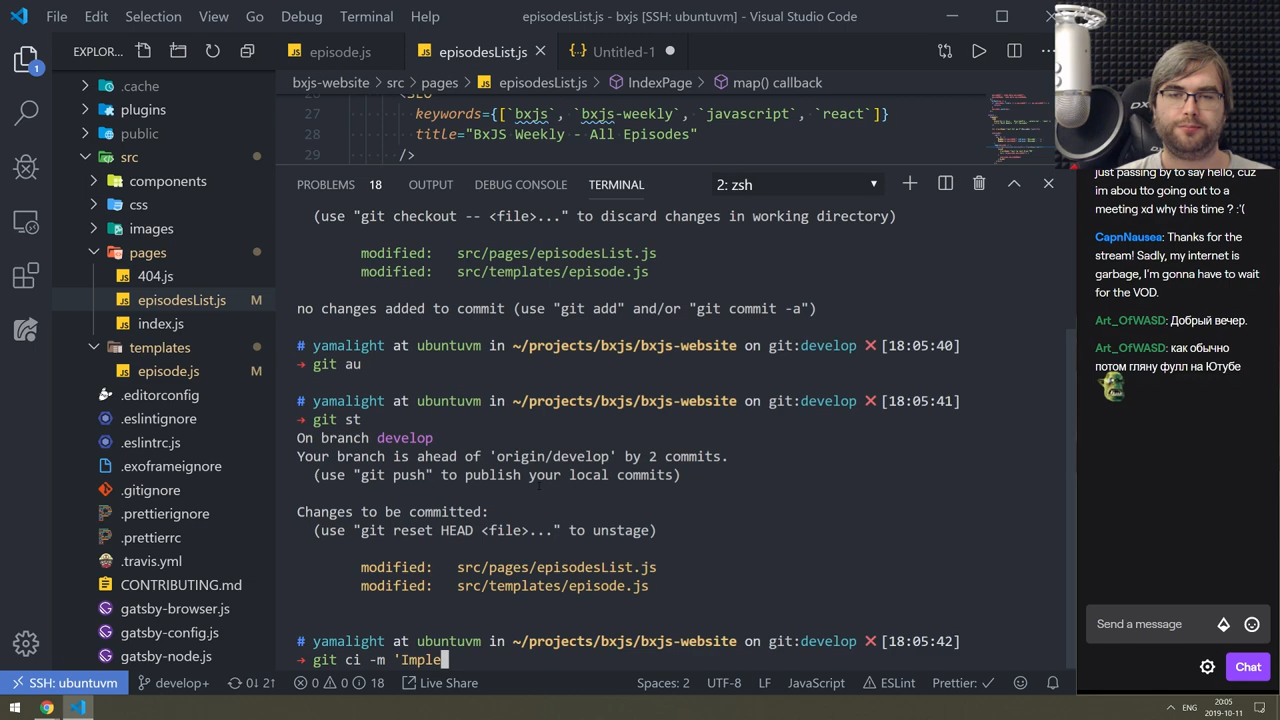 File Edit Selection View Go Debug Terminal Help
episodesList.js - bxjs [SSH: ubuntuvm] - Visual Studio Code
EXPLOR...
1
.cache
plugins
public
src
components
css
images
pages
404.js
episodesList.js M
index.js
templates
episode.js M
.editorconfig
.eslintignore
.eslintrc.js
.exoframeignore
.gitignore
.prettierignore
.prettierrc
.travis.yml
CONTRIBUTING.md
gatsby-browser.js
gatsby-config.js
gatsby-node.js
episode.js episodesList.js Untitled-1
bxjs-website > src > pages > episodesList.js > IndexPage > map() callback
27 keywords={[`bxjs`, `bxjs-weekly`, `javascript`, `react`]}
28 title="BxJS Weekly - All Episodes"
29 />
PROBLEMS 18 OUTPUT DEBUG CONSOLE TERMINAL 2: zsh
(use "git checkout -- <file>..." to discard changes in working directory)
modified: src/pages/episodesList.js
modified: src/templates/episode.js
no changes added to commit (use "git add" and/or "git commit -a")
# yamalight at ubuntuvm in ~/projects/bxjs/bxjs-website on git:develop ✖ [18:05:40]
→ git au
# yamalight at ubuntuvm in ~/projects/bxjs/bxjs-website on git:develop ✖ [18:05:41]
→ git st
On branch develop
Your branch is ahead of 'origin/develop' by 2 commits.
(use "git push" to publish your local commits)
Changes to be committed:
(use "git reset HEAD <file>..." to unstage)
modified: src/pages/episodesList.js
modified: src/templates/episode.js
# yamalight at ubuntuvm in ~/projects/bxjs/bxjs-website on git:develop ✖ [18:05:42]
→ git ci -m 'Imple
SSH: ubuntuvm develop+ 0↓ 2↑ 0 0 18 Live Share Spaces: 2 UTF-8 LF JavaScript ESLint Prettier: ✓
just passing by to say hello, cuz
im abou tto going out to a
meeting xd why this time ? :'(
CapnNausea: Thanks for the
stream! Sadly, my internet is
garbage, I'm gonna have to wait
for the VOD.
Art_OfWASD: Добрый вечер.
Art_OfWASD: как обычно
потом гляну фулл на Ютубе
Send a message
Chat
ENG
20:05
2019-10-11